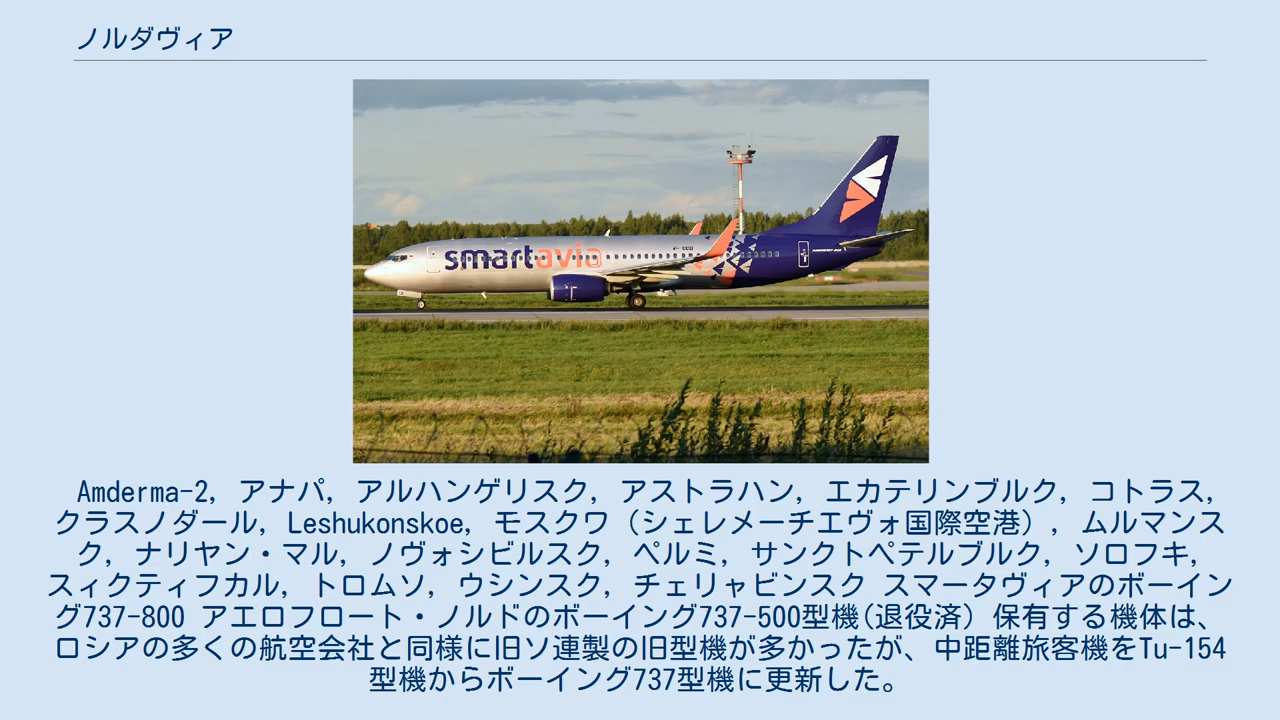 ノルダヴィア
smartavia
Amderma-2, アナパ, アルハンゲリスク, アストラハン, エカテリンブルク, コトラス,
クラスノダール, Leshukonskoe, モスクワ（シェレメーチエヴォ国際空港）, ムルマンス
ク, ナリヤン・マル, ノヴォシビルスク, ペルミ, サンクトペテルブルク, ソロフキ,
スィクティフカル, トロムソ, ウシンスク, チェリャビンスク スマータヴィアのボーイン
グ737-800 アエロフロート・ノルドのボーイング737-500型機(退役済) 保有する機体は、
ロシアの多くの航空会社と同様に旧ソ連製の旧型機が多かったが、中距離旅客機をTu-154
型機からボーイング737型機に更新した。